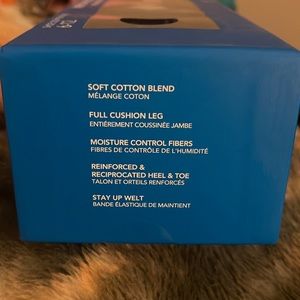 SOFT COTTON BLEND
MÉLANGE COTON
FULL CUSHION LEG
ENTIÈREMENT COUSSINÉE JAMBE
MOISTURE CONTROL FIBERS
FIBRES DE CONTRÔLE DE L'HUMIDITÉ
REINFORCED &
RECIPROCATED HEEL & TOE
TALON ET ORTEILS RENFORCÉS
STAY UP WELT
BANDE ÉLASTIQUE DE MAINTIENT